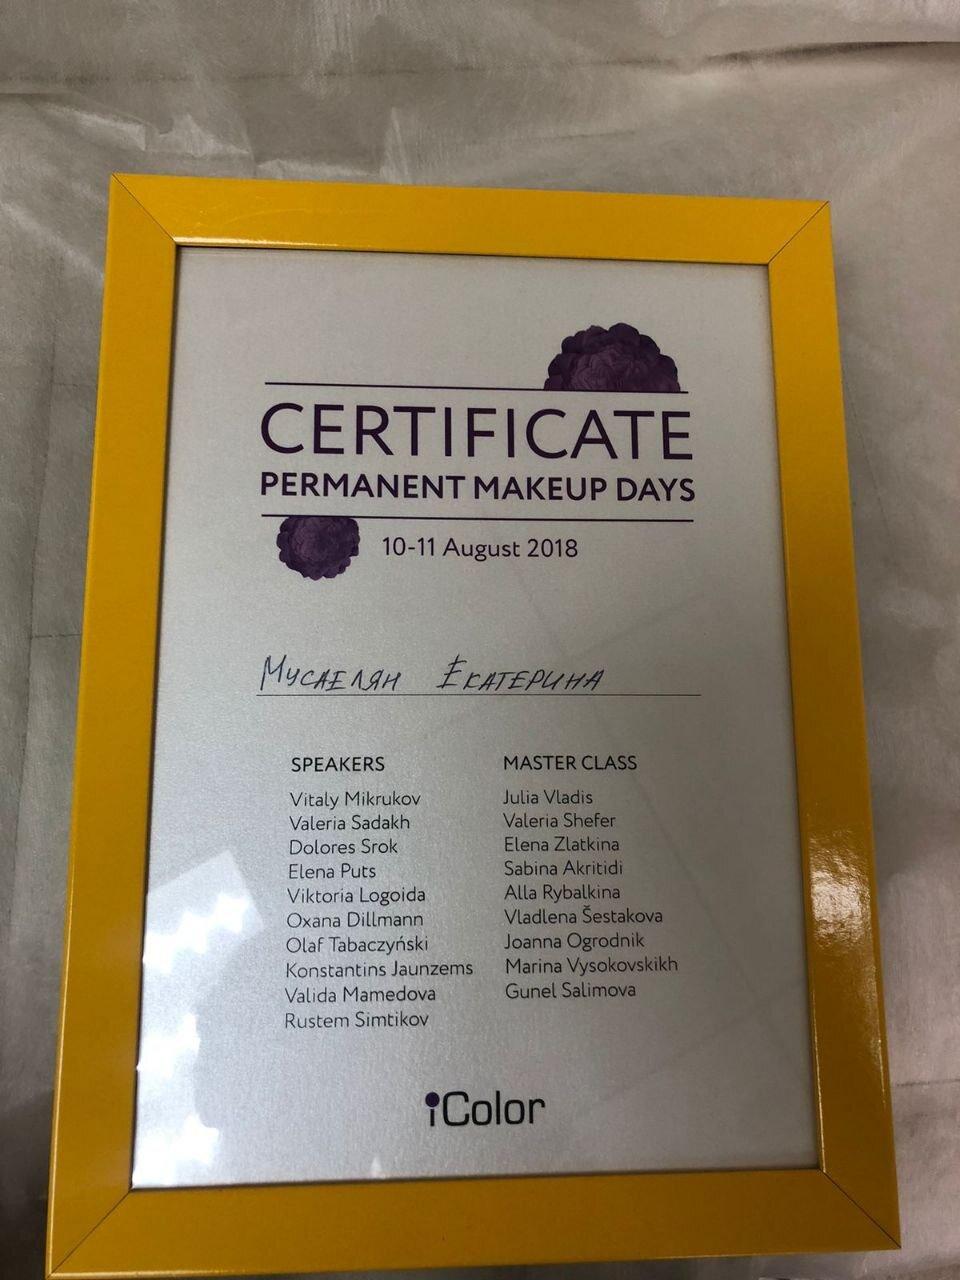 CERTIFICATE
PERMANENT MAKEUP DAYS
10-11 August 2018
Мусаелян Екатерина
SPEAKERS
Vitaly Mikrukov
Valeria Sadakh
Dolores Srok
Elena Puts
Viktoria Logoida
Oxana Dillmann
Olaf Tabaczyński
Konstantins Jaunzems
Valida Mamedova
Rustem Simtikov
MASTER CLASS
Julia Vladis
Valeria Shefer
Elena Zlatkina
Sabina Akritidi
Alla Rybalkina
Vladlena Šestakova
Joanna Ogrodnik
Marina Vysokovskikh
Gunel Salimova
iColor